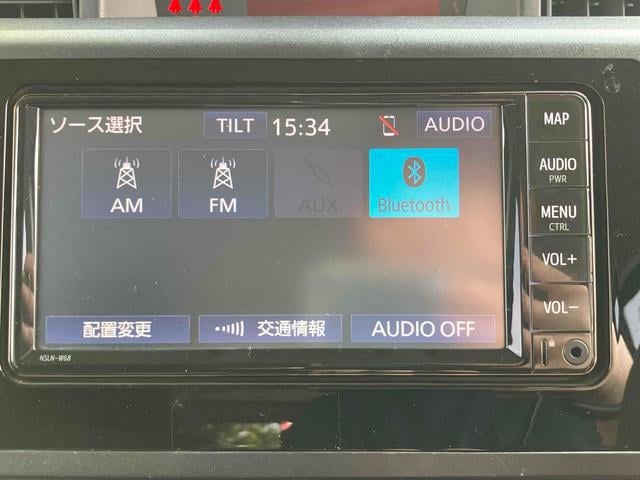 ソース選択 TILT 15:34 AUDIO
AM FM AUX Bluetooth
配置変更 交通情報 AUDIO OFF
NSLN-W68
MAP
AUDIO
PWR
MENU
CTRL
VOL+
VOL-